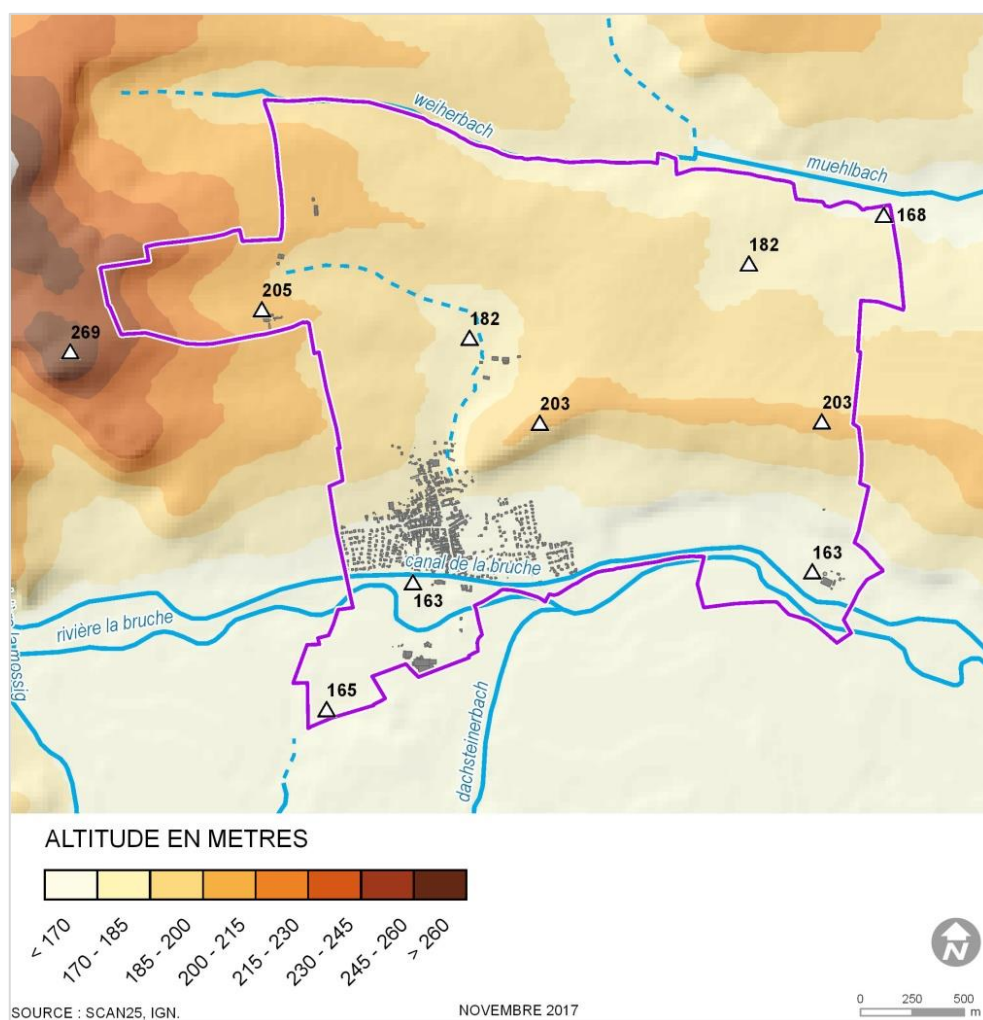 weiherbach
muehlbach
168
182
205
182
269
203
203
canal de la bruche
163
163
rivière la bruche
la mossig
165
dachsteinerbach
ALTITUDE EN METRES
< 170
170 - 185
185 - 200
200 - 215
215 - 230
230 - 245
245 - 260
> 260
N
0 250 500
m
SOURCE : SCAN25, IGN.
NOVEMBRE 2017